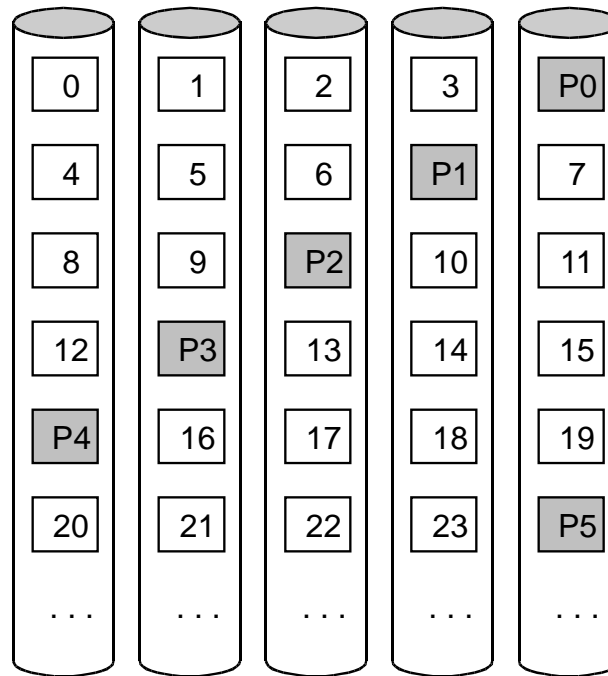 0 1 2 3 P0
4 5 6 P1 7
8 9 P2 10 11
12 P3 13 14 15
P4 16 17 18 19
20 21 22 23 P5
. . . . . . . . . . . . . . .